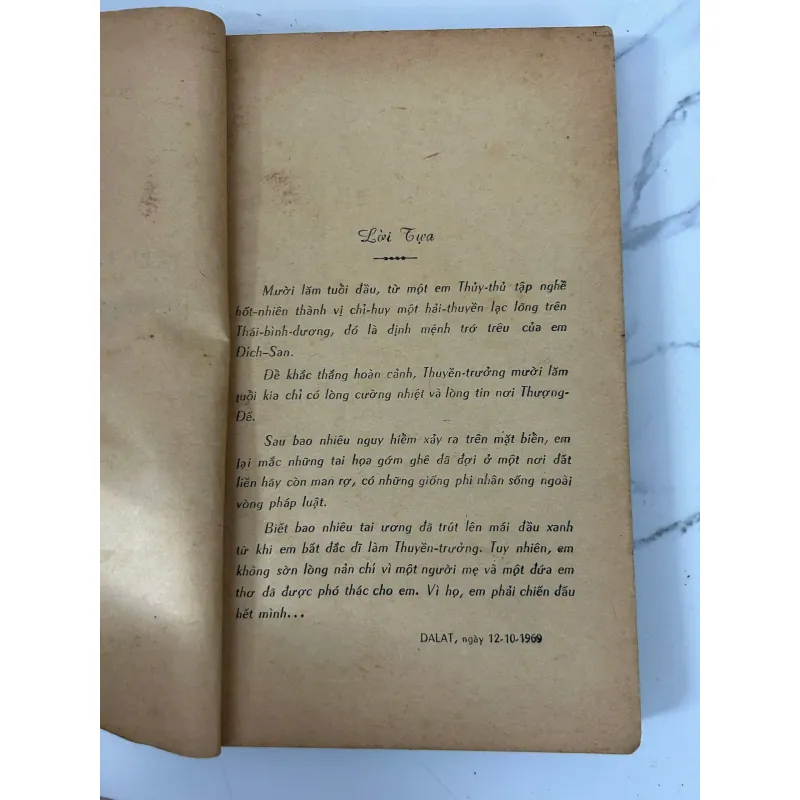 Lời Tựa
Mười lăm tuổi đầu, từ một em Thủy-thủ tập nghề
bốt-nhiên thành vị chỉ-huy một hải-thuyền lạc lõng trên
Thái-bình-dương, đó là định mệnh trớ trêu của em
Đích-San.
Để khắc thắng hoàn cảnh, Thuyền-trưởng mười lăm
tuổi kia chỉ có lòng cường nhiệt và lòng tin nơi Thượng-
Đế.
Sau bao nhiêu nguy hiểm xảy ra trên mặt biển, em
lại mắc những tai họa gớm ghê đã đợi ở một nơi đất
liền hãy còn man rợ, có những giống phi nhân sống ngoài
vòng pháp luật.
Biết bao nhiêu tai ương đã trút lên mái đầu xanh
từ khi em bất đắc dĩ làm Thuyền-trưởng. Tuy nhiên, em
không sờn lòng nản chí vì một người mẹ và một đứa em
thơ đã được phó thác cho em. Vì họ, em phải chiến đấu
hết mình...
DALAT, ngày 12-10-1969